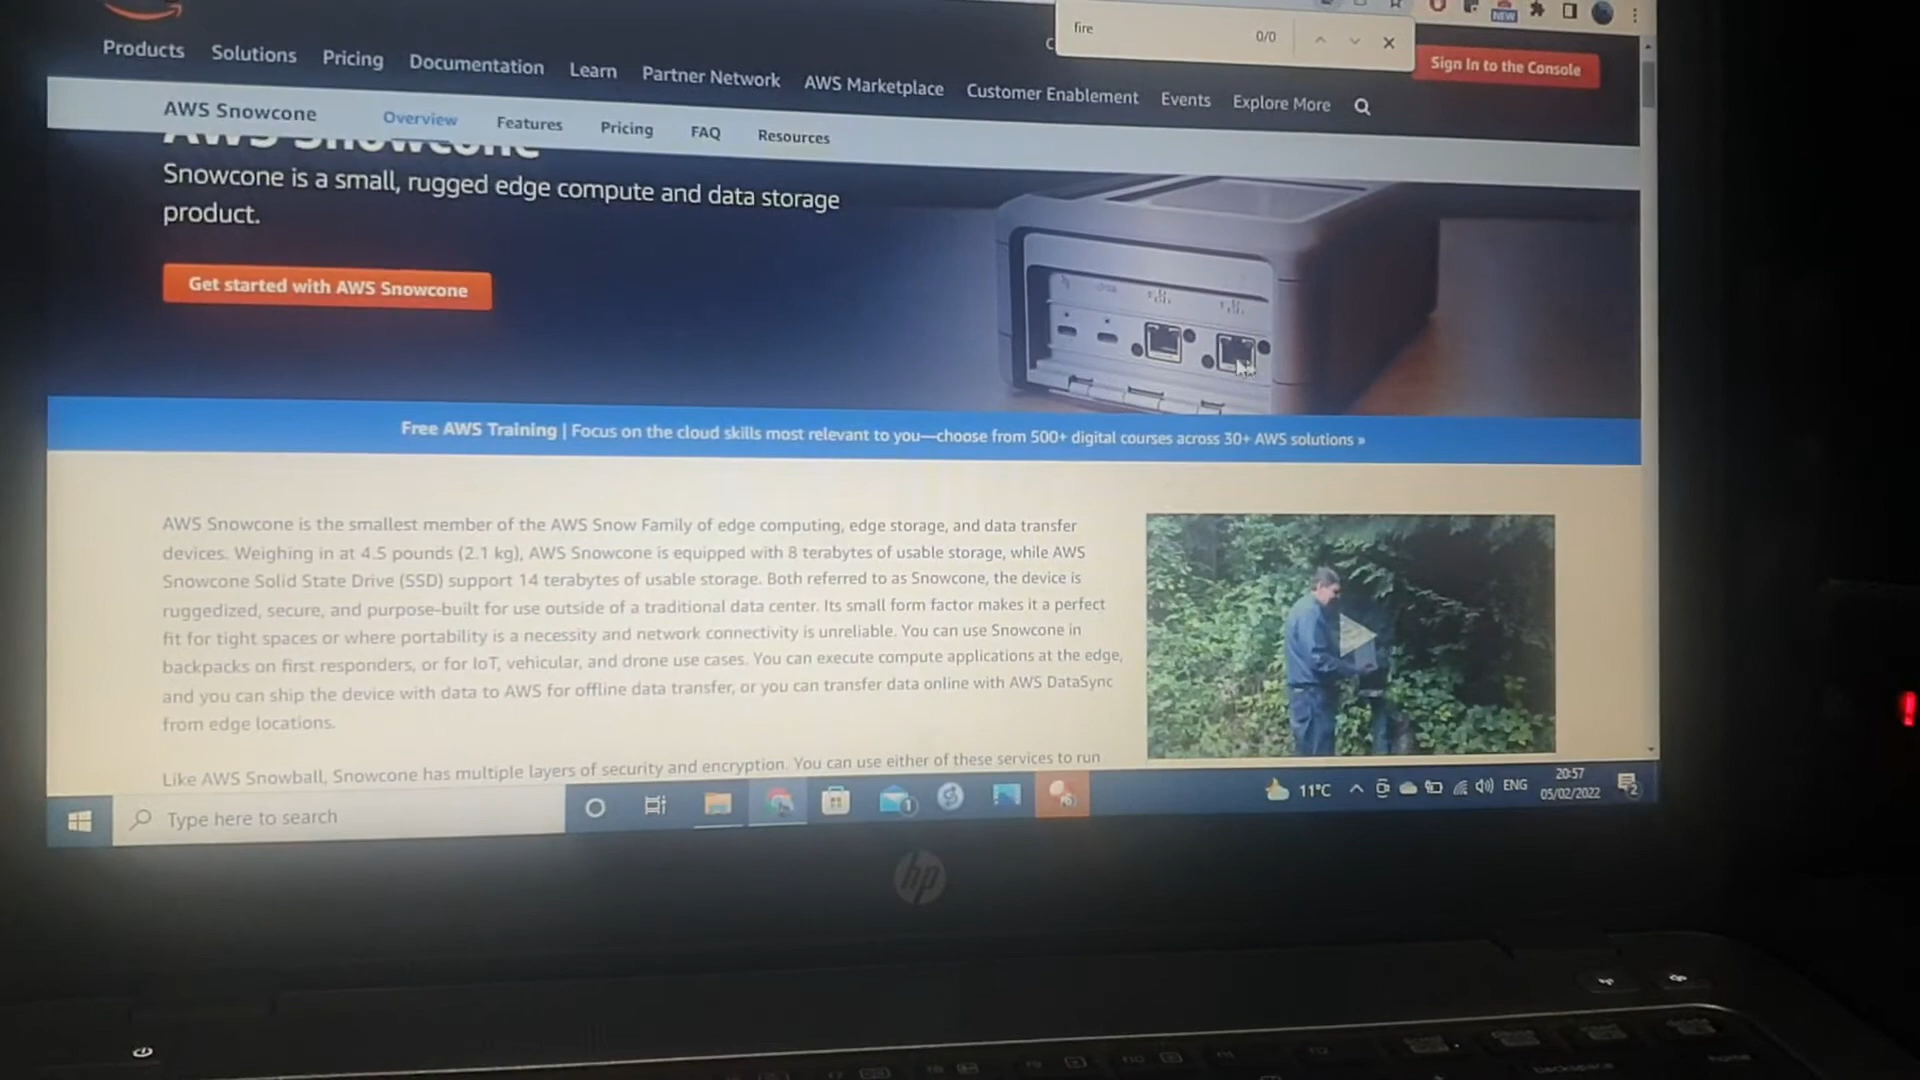 fire
0/0
Products Solutions Pricing Documentation Learn Partner Network AWS Marketplace Customer Enablement Events Explore More
NEW
Sign In to the Console
AWS Snowcone Overview Features Pricing FAQ Resources
AWS Snowcone
Snowcone is a small, rugged edge compute and data storage
product.
Get started with AWS Snowcone
Free AWS Training | Focus on the cloud skills most relevant to you—choose from 500+ digital courses across 30+ AWS solutions »
AWS Snowcone is the smallest member of the AWS Snow Family of edge computing, edge storage, and data transfer
devices. Weighing in at 4.5 pounds (2.1 kg), AWS Snowcone is equipped with 8 terabytes of usable storage, while AWS
Snowcone Solid State Drive (SSD) support 14 terabytes of usable storage. Both referred to as Snowcone, the device is
ruggedized, secure, and purpose-built for use outside of a traditional data center. Its small form factor makes it a perfect
fit for tight spaces or where portability is a necessity and network connectivity is unreliable. You can use Snowcone in
backpacks on first responders, or for IoT, vehicular, and drone use cases. You can execute compute applications at the edge,
and you can ship the device with data to AWS for offline data transfer, or you can transfer data online with AWS DataSync
from edge locations.
Like AWS Snowball, Snowcone has multiple layers of security and encryption. You can use either of these services to run
Type here to search
1
11°C
ENG
20:57
05/02/2022
2
hp
backspace
home